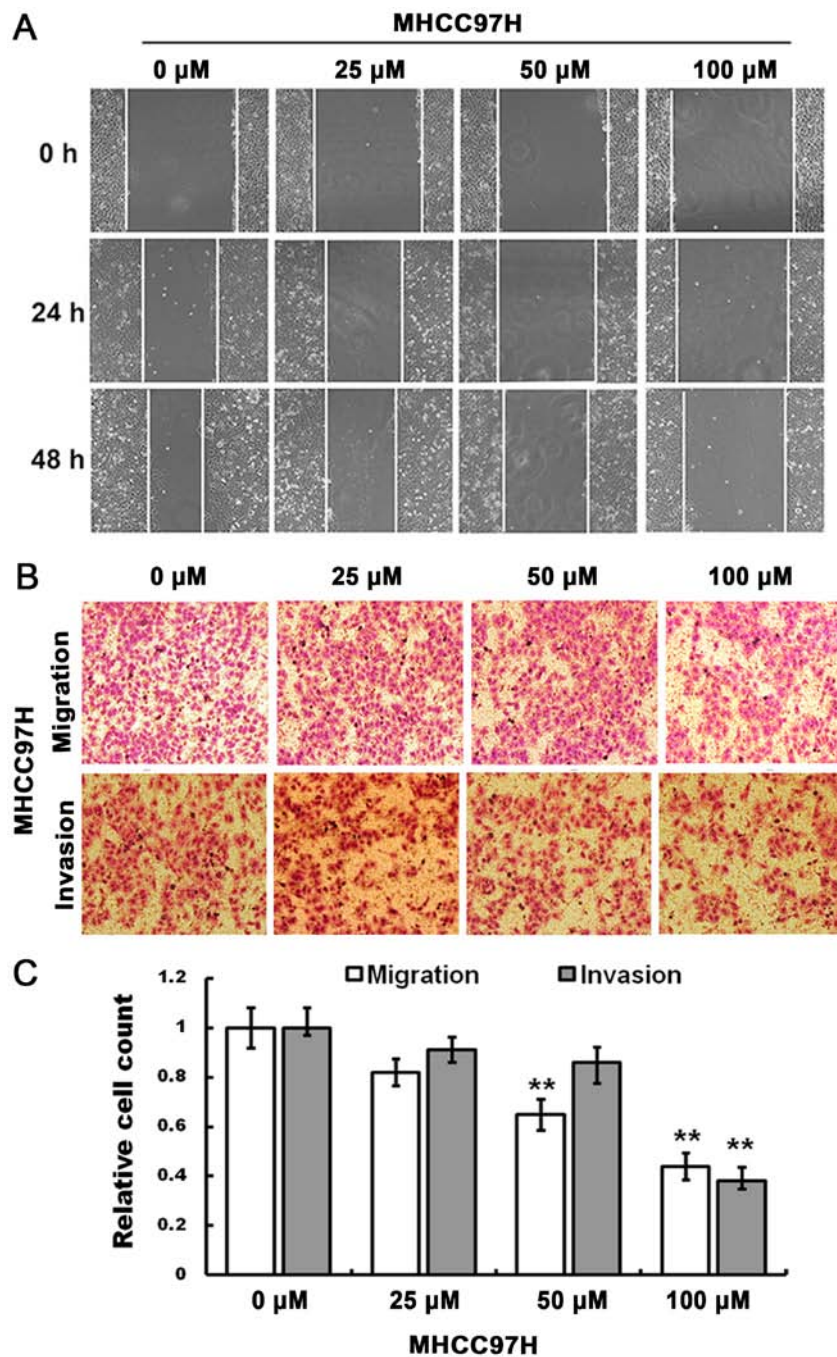 A
MHCC97H
0 µM 25 µM 50 µM 100 µM
0 h
24 h
48 h
B
0 µM 25 µM 50 µM 100 µM
MHCC97H
Migration
Invasion
C
Migration Invasion
Relative cell count
1.2
1
0.8
0.6
0.4
0.2
0
**
** **
0 µM 25 µM 50 µM 100 µM
MHCC97H